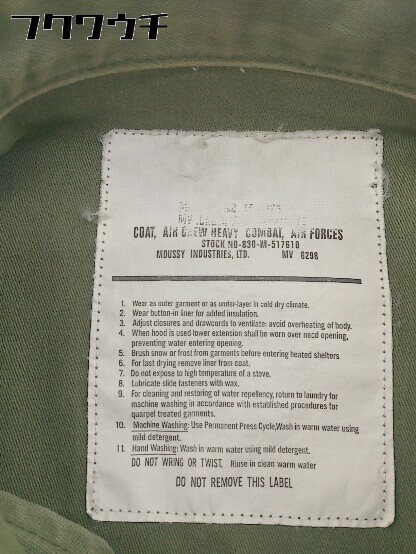 フクワウチ
COAT, AIR CREW HEAVY COMBAT, AIR FORCES
STOCK NO-830-M-517610
MOUSSY INDUSTRIES, LTD. MV 6298
1. Wear as outer garment or as under-layer in cold dry climate.
2. Wear button-in liner for added insulation.
3. Adjust closures and drawcords to ventilate: avoid overheating of body.
4. When hood is used lower extension shall be worn over necd opening,
preventing water entering opening.
5. Brush snow or frost from garments before entering heated shelters
6. For last drying remove liner from coat.
7. Do not expose to high temperature of a stove.
8. Lubricate slide fasteners with wax.
9. For cleaning and restoring of water repellency, return to laundry for
machine washing in accordance with established procedures for
quarpel treated garments.
10. Machine Washing: Use Permanent Press Cycle,Wash in warm water using
mild detergent.
11. Hand Washing: Wash in warm water using mild detergent.
DO NOT WRING OR TWIST. Rinse in clean warm water
DO NOT REMOVE THIS LABEL